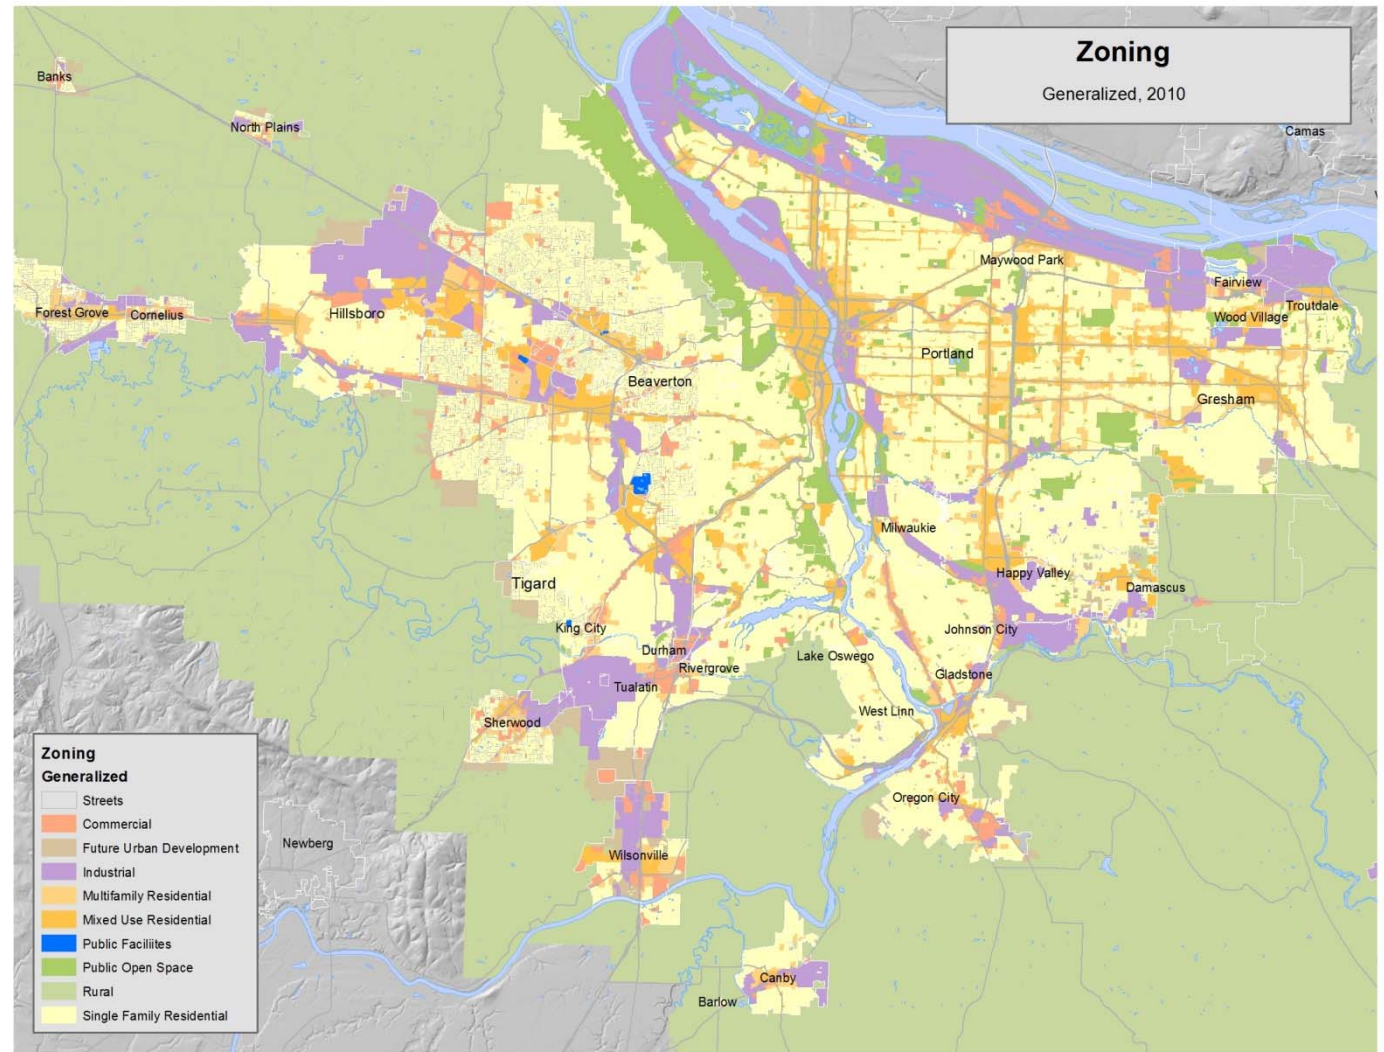 Zoning
Generalized, 2010
Camas
Banks
North Plains
Maywood Park
Fairview
Troutdale
Wood Village
Forest Grove
Cornelius
Hillsboro
Portland
Beaverton
Gresham
Milwaukie
Happy Valley
Tigard
Damascus
King City
Johnson City
Durham
Lake Oswego
Rivergrove
Gladstone
Tualatin
West Linn
Sherwood
Oregon City
Newberg
Wilsonville
Canby
Barlow
Zoning
Generalized
Streets
Commercial
Future Urban Development
Industrial
Multifamily Residential
Mixed Use Residential
Public Faciliites
Public Open Space
Rural
Single Family Residential